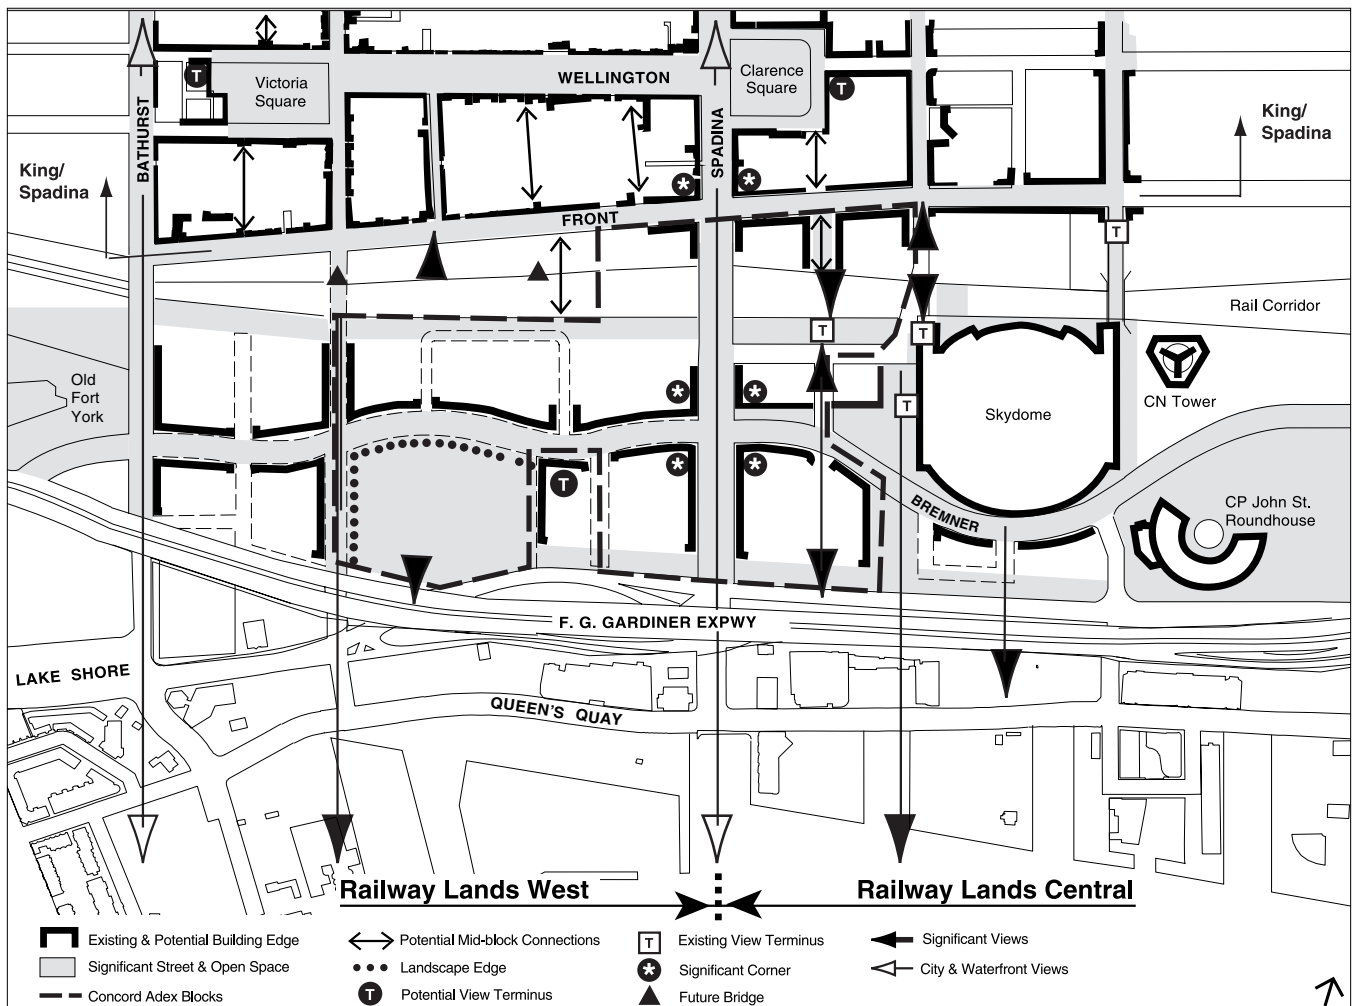 T
Victoria
Square
WELLINGTON
Clarence
Square
T
BATHURST
SPADINA
King/
Spadina
King/
Spadina
*
*
FRONT
T
Rail Corridor
T
T
Old
Fort
York
*
*
T
Skydome
CN Tower
*
*
T
BREMNER
CP John St.
Roundhouse
F. G. GARDINER EXPWY
LAKE SHORE
QUEEN'S QUAY
Railway Lands West
Railway Lands Central
Existing & Potential Building Edge
Potential Mid-block Connections
T Existing View Terminus
Significant Views
Significant Street & Open Space
Landscape Edge
* Significant Corner
City & Waterfront Views
Concord Adex Blocks
T Potential View Terminus
Future Bridge